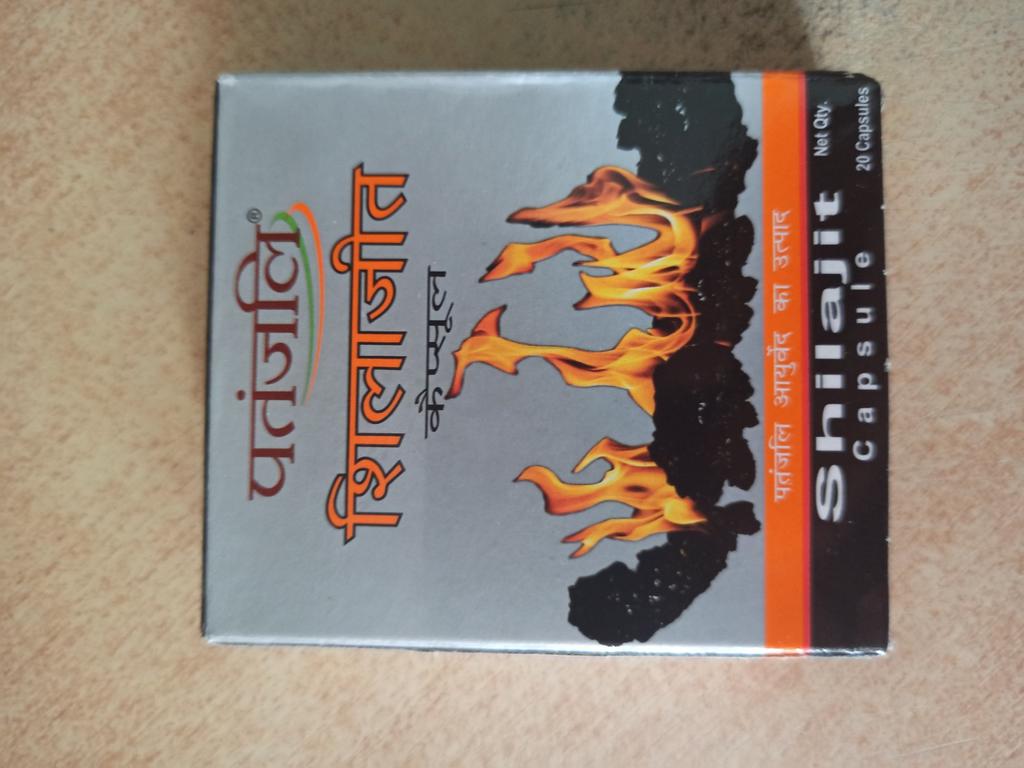 पतंजलि®
शिलाजीत
कैप्सूल
पतंजलि आयुर्वेद का उत्पाद
Shilajit
Capsule
Net Qty.
20 Capsules